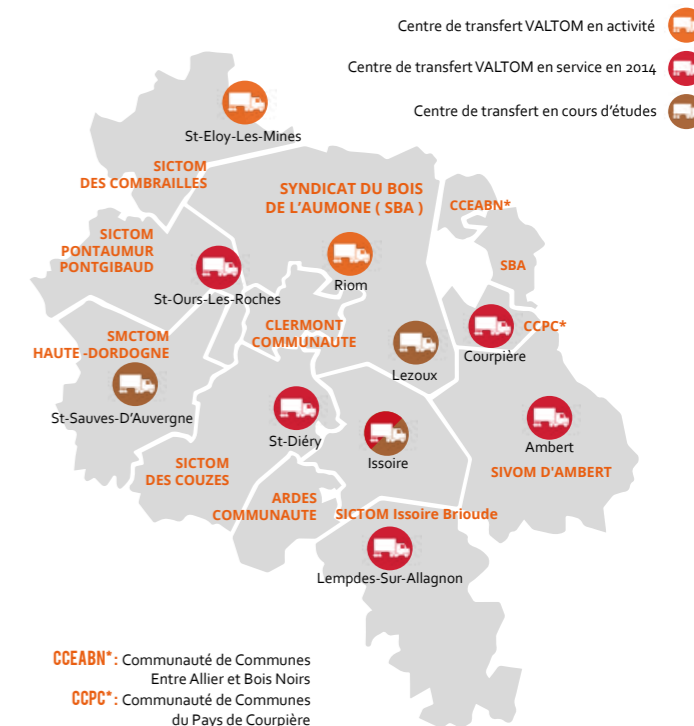 Centre de transfert VALTOM en activité
Centre de transfert VALTOM en service en 2014
Centre de transfert en cours d'études
St-Eloy-Les-Mines
SICTOM
DES COMBRAILLES
SYNDICAT DU BOIS
DE L'AUMONE ( SBA )
CCEABN*
SICTOM
PONTAUMUR
PONTGIBAUD
SBA
Riom
St-Ours-Les-Roches
CLERMONT
COMMUNAUTE
CCPC*
SMCTOM
HAUTE -DORDOGNE
Courpière
Lezoux
St-Sauves-D'Auvergne
St-Diéry
Issoire
Ambert
SICTOM
DES COUZES
SIVOM D'AMBERT
ARDES
COMMUNAUTE
SICTOM Issoire Brioude
Lempdes-Sur-Allagnon
CCEABN* : Communauté de Communes
Entre Allier et Bois Noirs
CCPC* : Communauté de Communes
du Pays de Courpière